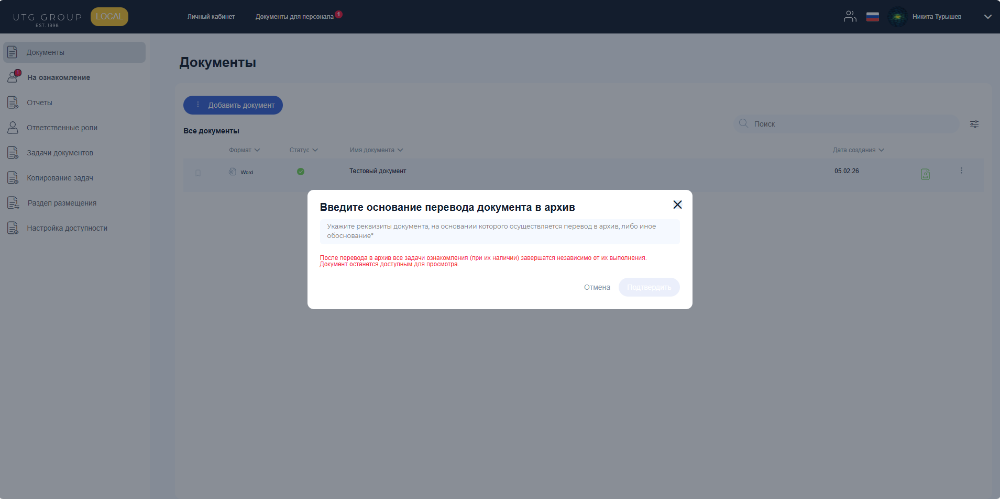 UTG GROUP
EST. 1998
LOCAL
Личный кабинет
Документы для персонала
1
Никита Турышев
Документы
1
На ознакомление
Отчеты
Ответственные роли
Задачи документов
Копирование задач
Раздел размещения
Настройка доступности
Документы
Добавить документ
Все документы
Поиск
Формат
Статус
Имя документа
Дата создания
Word
Тестовый документ
05.02.26
Введите основание перевода документа в архив
Укажите реквизиты документа, на основании которого осуществляется перевод в архив, либо иное
обоснование*
После перевода в архив все задачи ознакомления (при их наличии) завершатся независимо от их выполнения.
Документ останется доступным для просмотра.
Отмена
Подтвердить